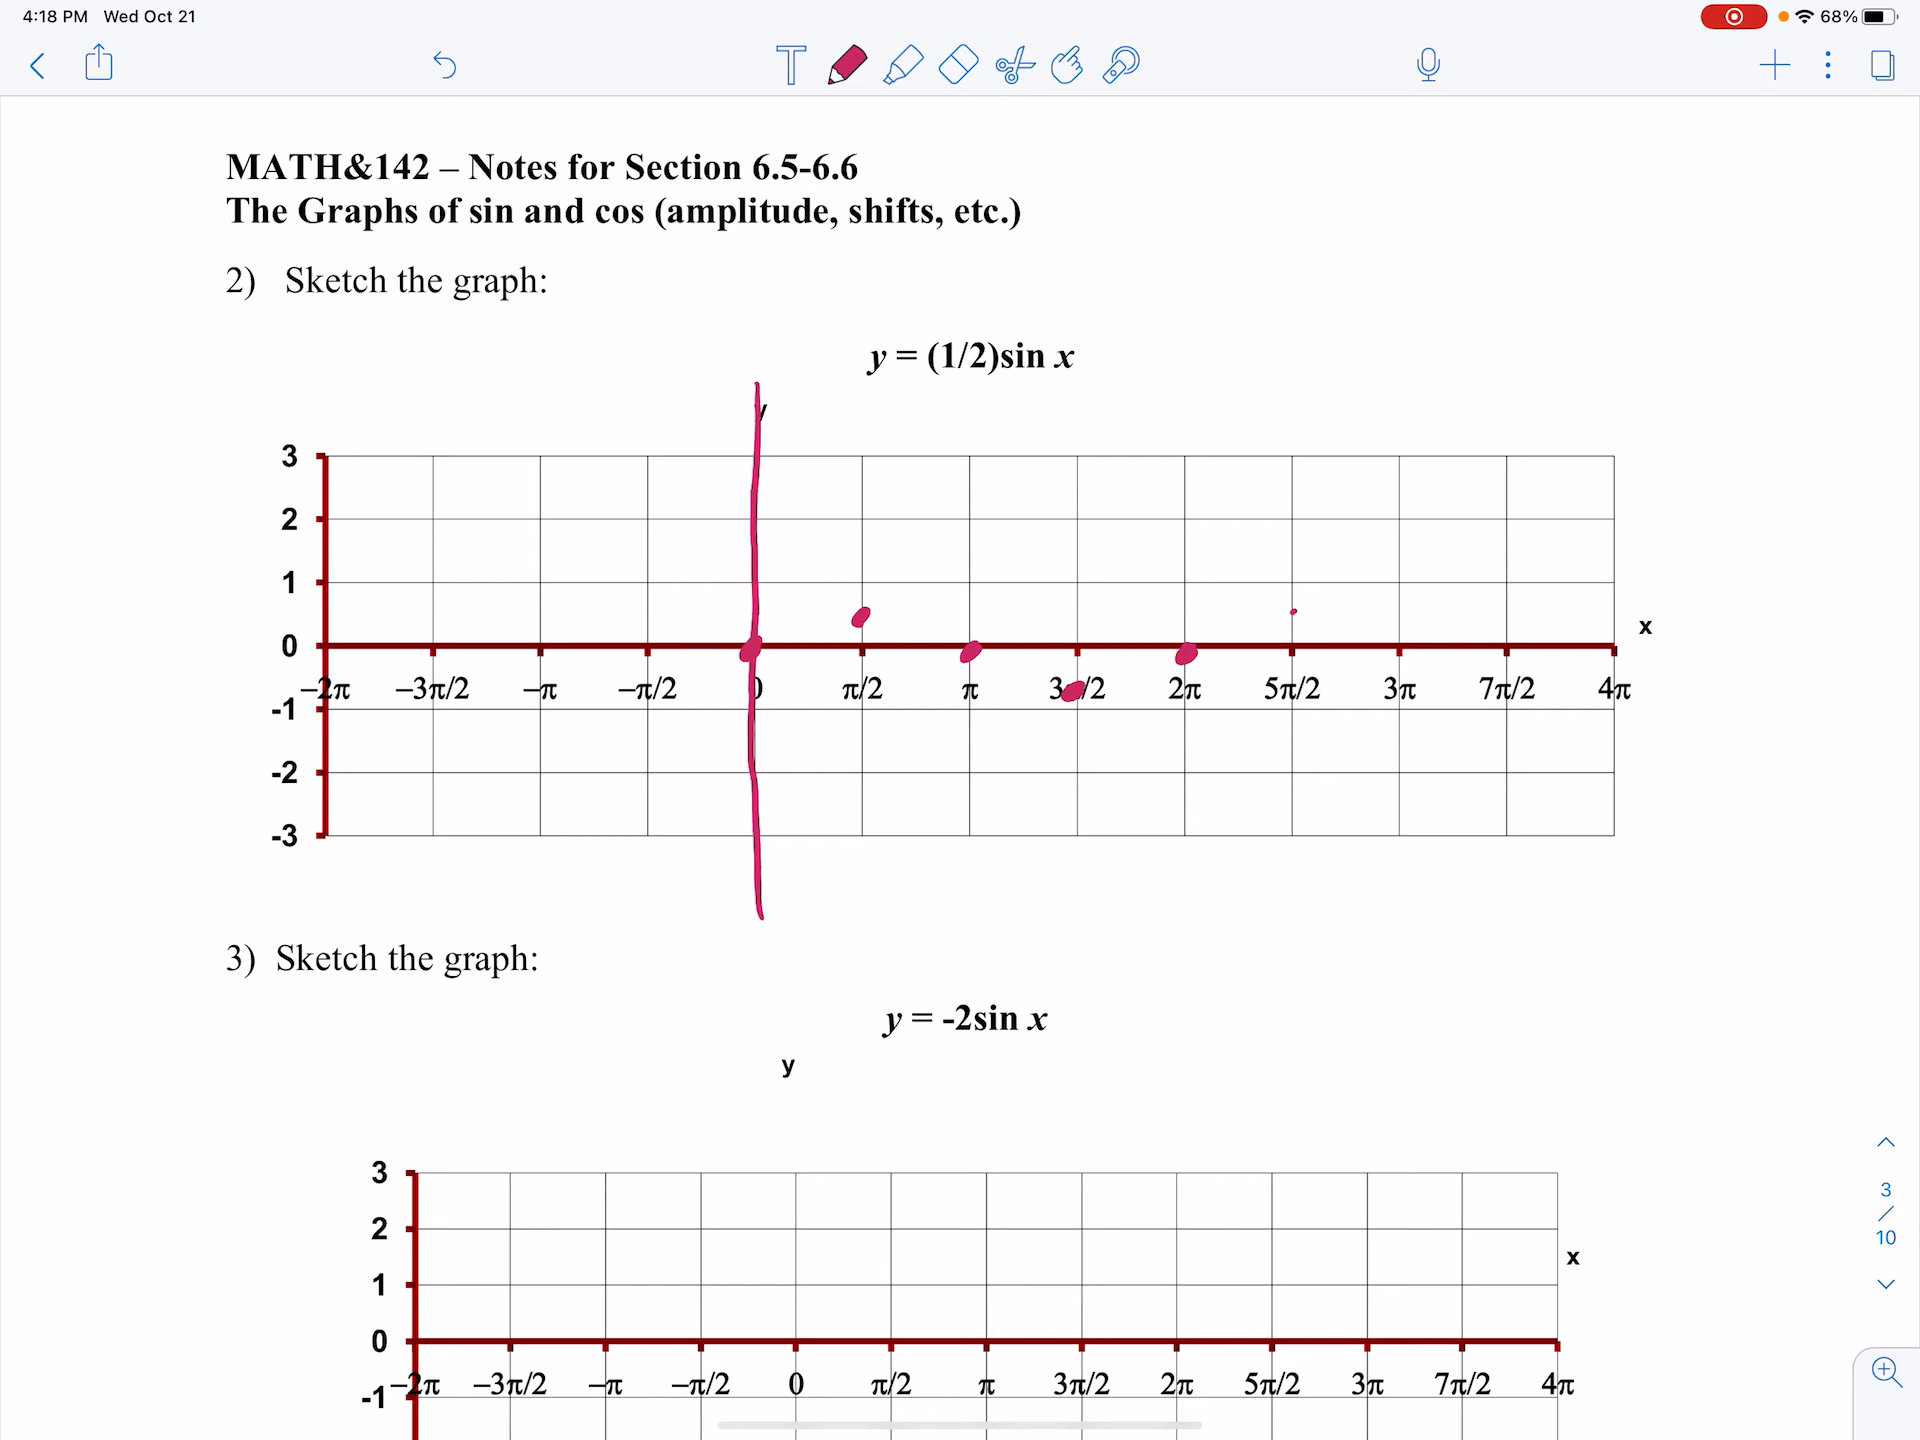 4:18 PM Wed Oct 21
68%
MATH&142 – Notes for Section 6.5-6.6
The Graphs of sin and cos (amplitude, shifts, etc.)
2) Sketch the graph:
y = (1/2)sin x
y
3
2
1
x
0
–2π –3π/2 –π –π/2 0 π/2 π 3π/2 2π 5π/2 3π 7π/2 4π
-1
-2
-3
3) Sketch the graph:
y = -2sin x
y
3
2
1
x
0
–2π –3π/2 –π –π/2 0 π/2 π 3π/2 2π 5π/2 3π 7π/2 4π
-1
3
/
10